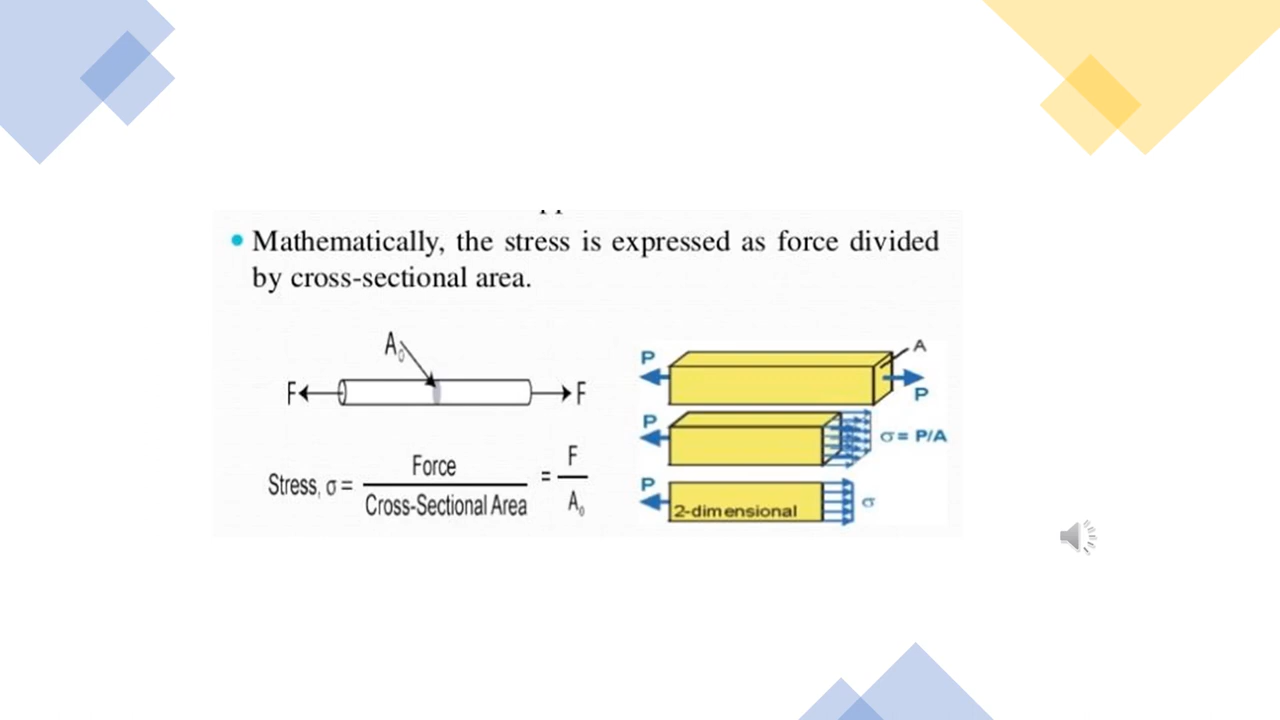 • Mathematically, the stress is expressed as force divided
by cross-sectional area.
A₀
F F
Stress, σ = Force / Cross-Sectional Area = F / A₀
P A
P
P σ = P/A
P σ
2-dimensional